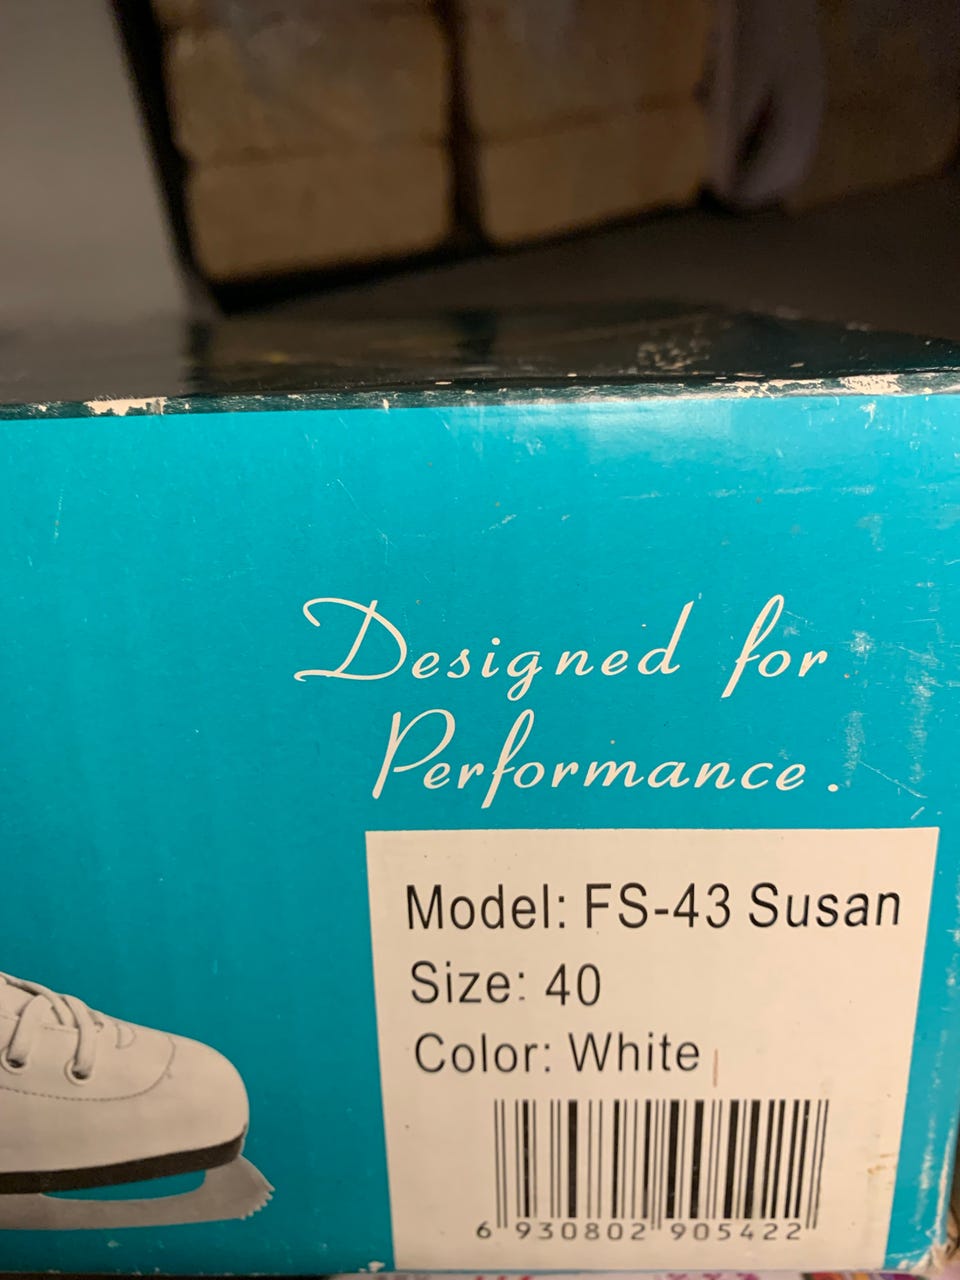 Designed for
Performance.
Model: FS-43 Susan
Size: 40
Color: White
6 930802 905422